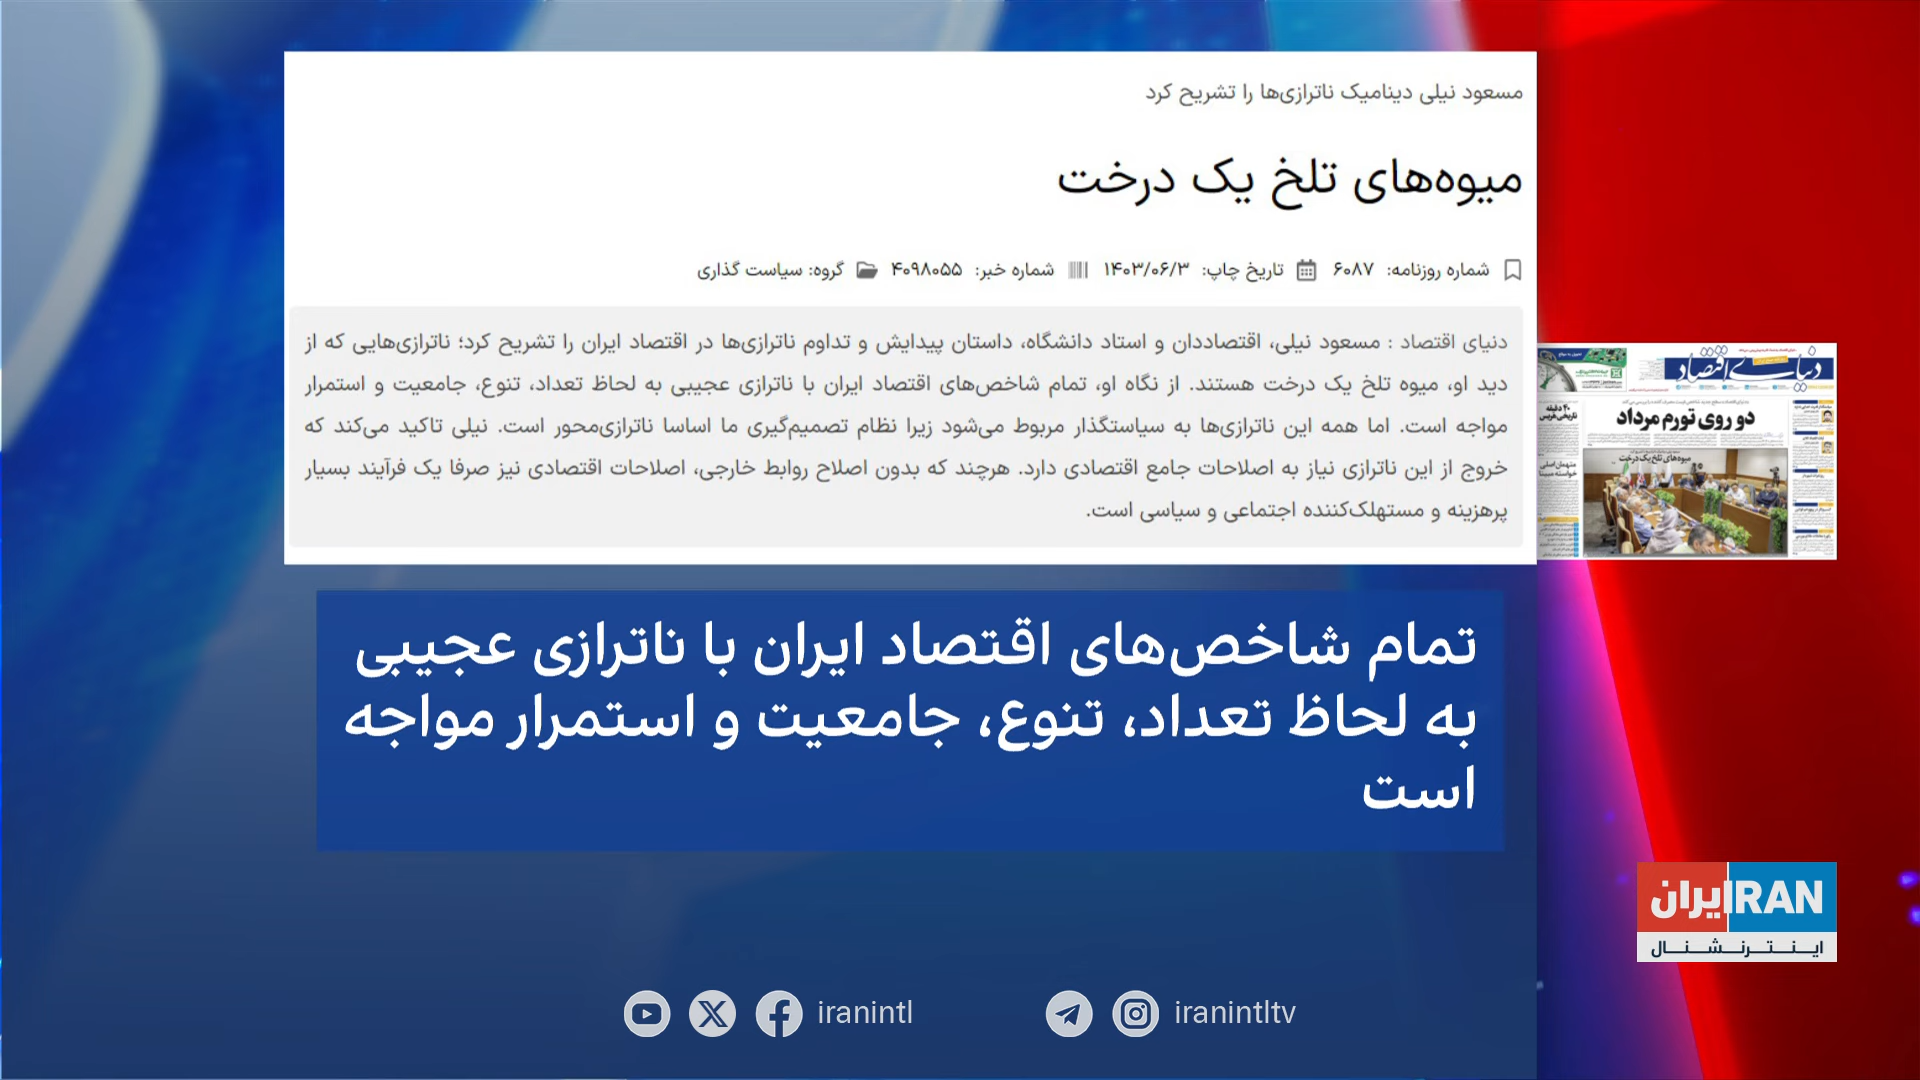 مسعود نیلی دینامیک ناترازی‌ها را تشریح کرد
میوه‌های تلخ یک درخت
شماره روزنامه: ۶۰۸۷ تاریخ چاپ: ۱۴۰۳/۰۶/۳ شماره خبر: ۴۰۹۸۰۵۵ گروه: سیاست گذاری
دنیای اقتصاد : مسعود نیلی، اقتصاددان و استاد دانشگاه، داستان پیدایش و تداوم ناترازی‌ها در اقتصاد ایران را تشریح کرد؛ ناترازی‌هایی که از
دید او، میوه تلخ یک درخت هستند. از نگاه او، تمام شاخص‌های اقتصاد ایران با ناترازی عجیبی به لحاظ تعداد، تنوع، جامعیت و استمرار
مواجه است. اما همه این ناترازی‌ها به سیاستگذار مربوط می‌شود زیرا نظام تصمیم‌گیری ما اساسا ناترازی‌محور است. نیلی تاکید می‌کند که
خروج از این ناترازی نیاز به اصلاحات جامع اقتصادی دارد. هرچند که بدون اصلاح روابط خارجی، اصلاحات اقتصادی نیز صرفا یک فرآیند بسیار
پرهزینه و مستهلک‌کننده اجتماعی و سیاسی است.
دنیای اقتصاد
دو روی تورم مرداد
میوه‌های تلخ یک درخت
تمام شاخص‌های اقتصاد ایران با ناترازی عجیبی
به لحاظ تعداد، تنوع، جامعیت و استمرار مواجه
است
ایران IRAN
اینترنشنال
iranintl
iranintltv